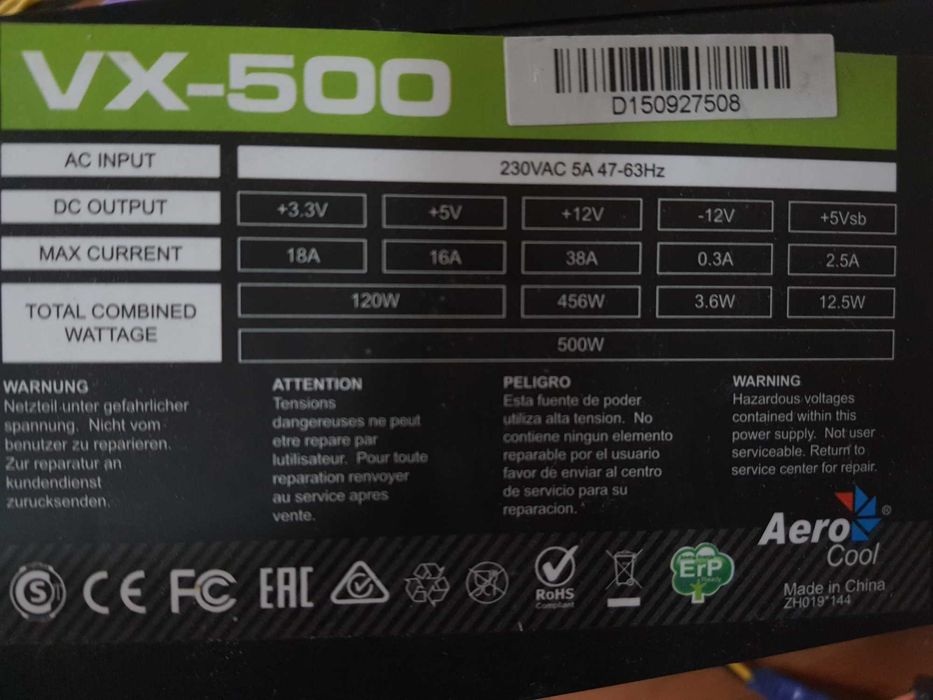 VX-500
D150927508
AC INPUT
230VAC 5A 47-63Hz
DC OUTPUT
+3.3V
+5V
+12V
-12V
+5Vsb
MAX CURRENT
18A
16A
38A
0.3A
2.5A
TOTAL COMBINED
WATTAGE
120W
456W
3.6W
12.5W
500W
WARNUNG
Netzteil unter gefahrlicher
spannung. Nicht vom
benutzer zu reparieren.
Zur reparatur an
kundendienst
zurucksenden.
ATTENTION
Tensions
dangereuses ne peut
etre repare par
lutilisateur. Pour toute
reparation renvoyer
au service apres
vente.
PELIGRO
Esta fuente de poder
utiliza alta tension. No
contiene ningun elemento
reparable por el usuario
favor de enviar al centro
de servicio para su
reparacion.
WARNING
Hazardous voltages
contained within this
power supply. Not user
serviceable. Return to
service center for repair.
Aero
Cool
®
S
CE
FC
EAC
RoHS
Compliant
ErP
Ready
Made in China
ZH019*144